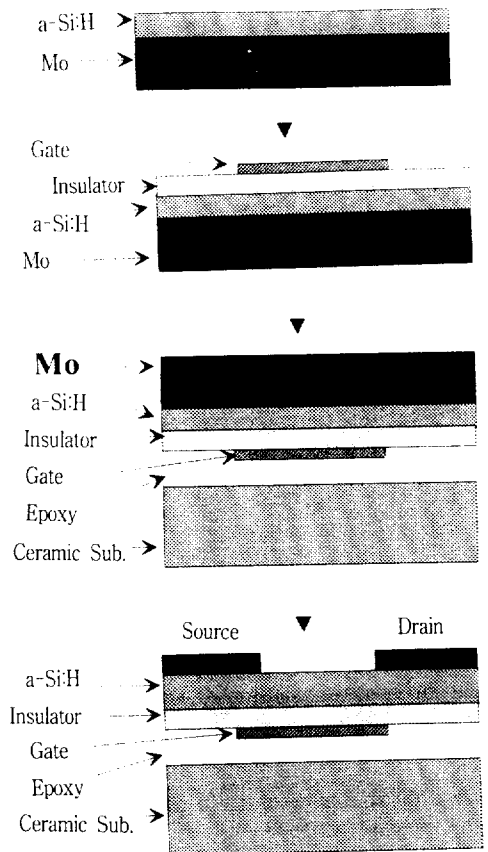 a-Si:H
Mo
Gate
Insulator
a-Si:H
Mo
Mo
a-Si:H
Insulator
Gate
Epoxy
Ceramic Sub.
Source Drain
a-Si:H
Insulator
Gate
Epoxy
Ceramic Sub.